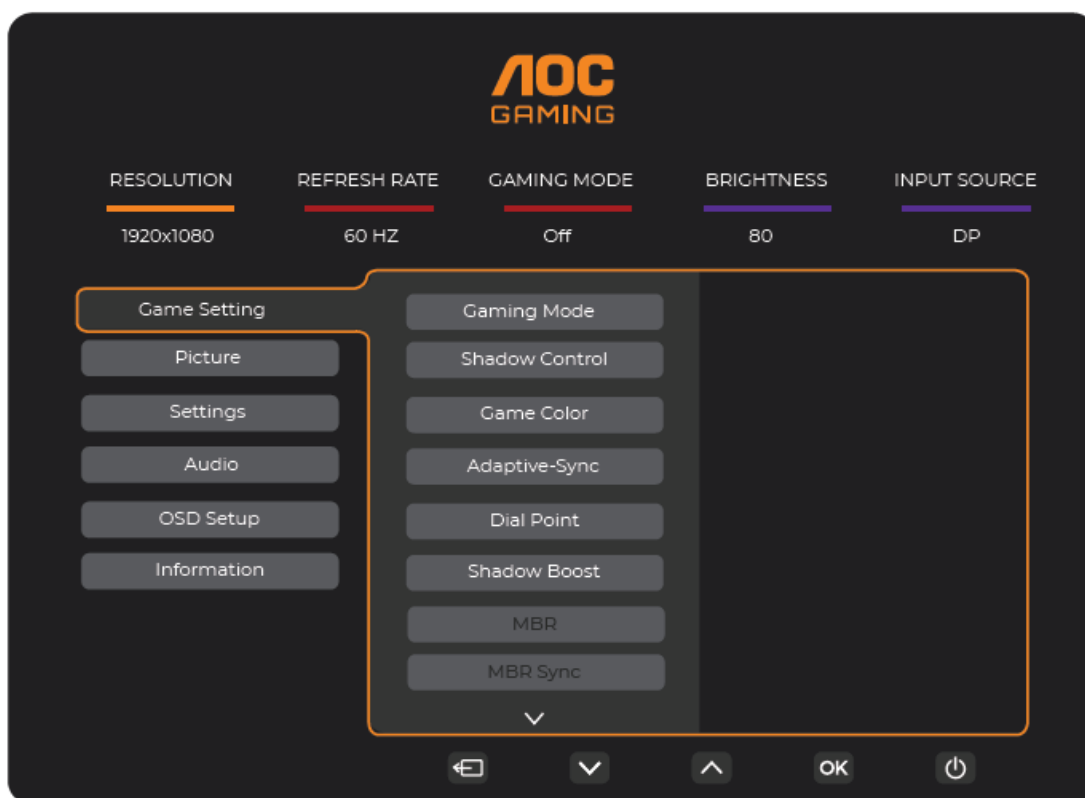 AOC
GAMING
RESOLUTION REFRESH RATE GAMING MODE BRIGHTNESS INPUT SOURCE
1920x1080 60 HZ Off 80 DP
Game Setting
Picture
Settings
Audio
OSD Setup
Information
Gaming Mode
Shadow Control
Game Color
Adaptive-Sync
Dial Point
Shadow Boost
MBR
MBR Sync
OK